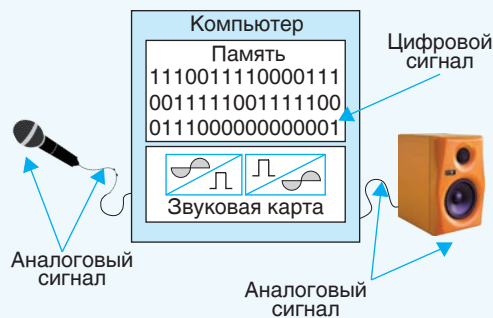 Компьютер
Память
1110011110000111
0011111001111100
0111000000000001
Звуковая карта
Цифровой
сигнал
Аналоговый
сигнал
Аналоговый
сигнал